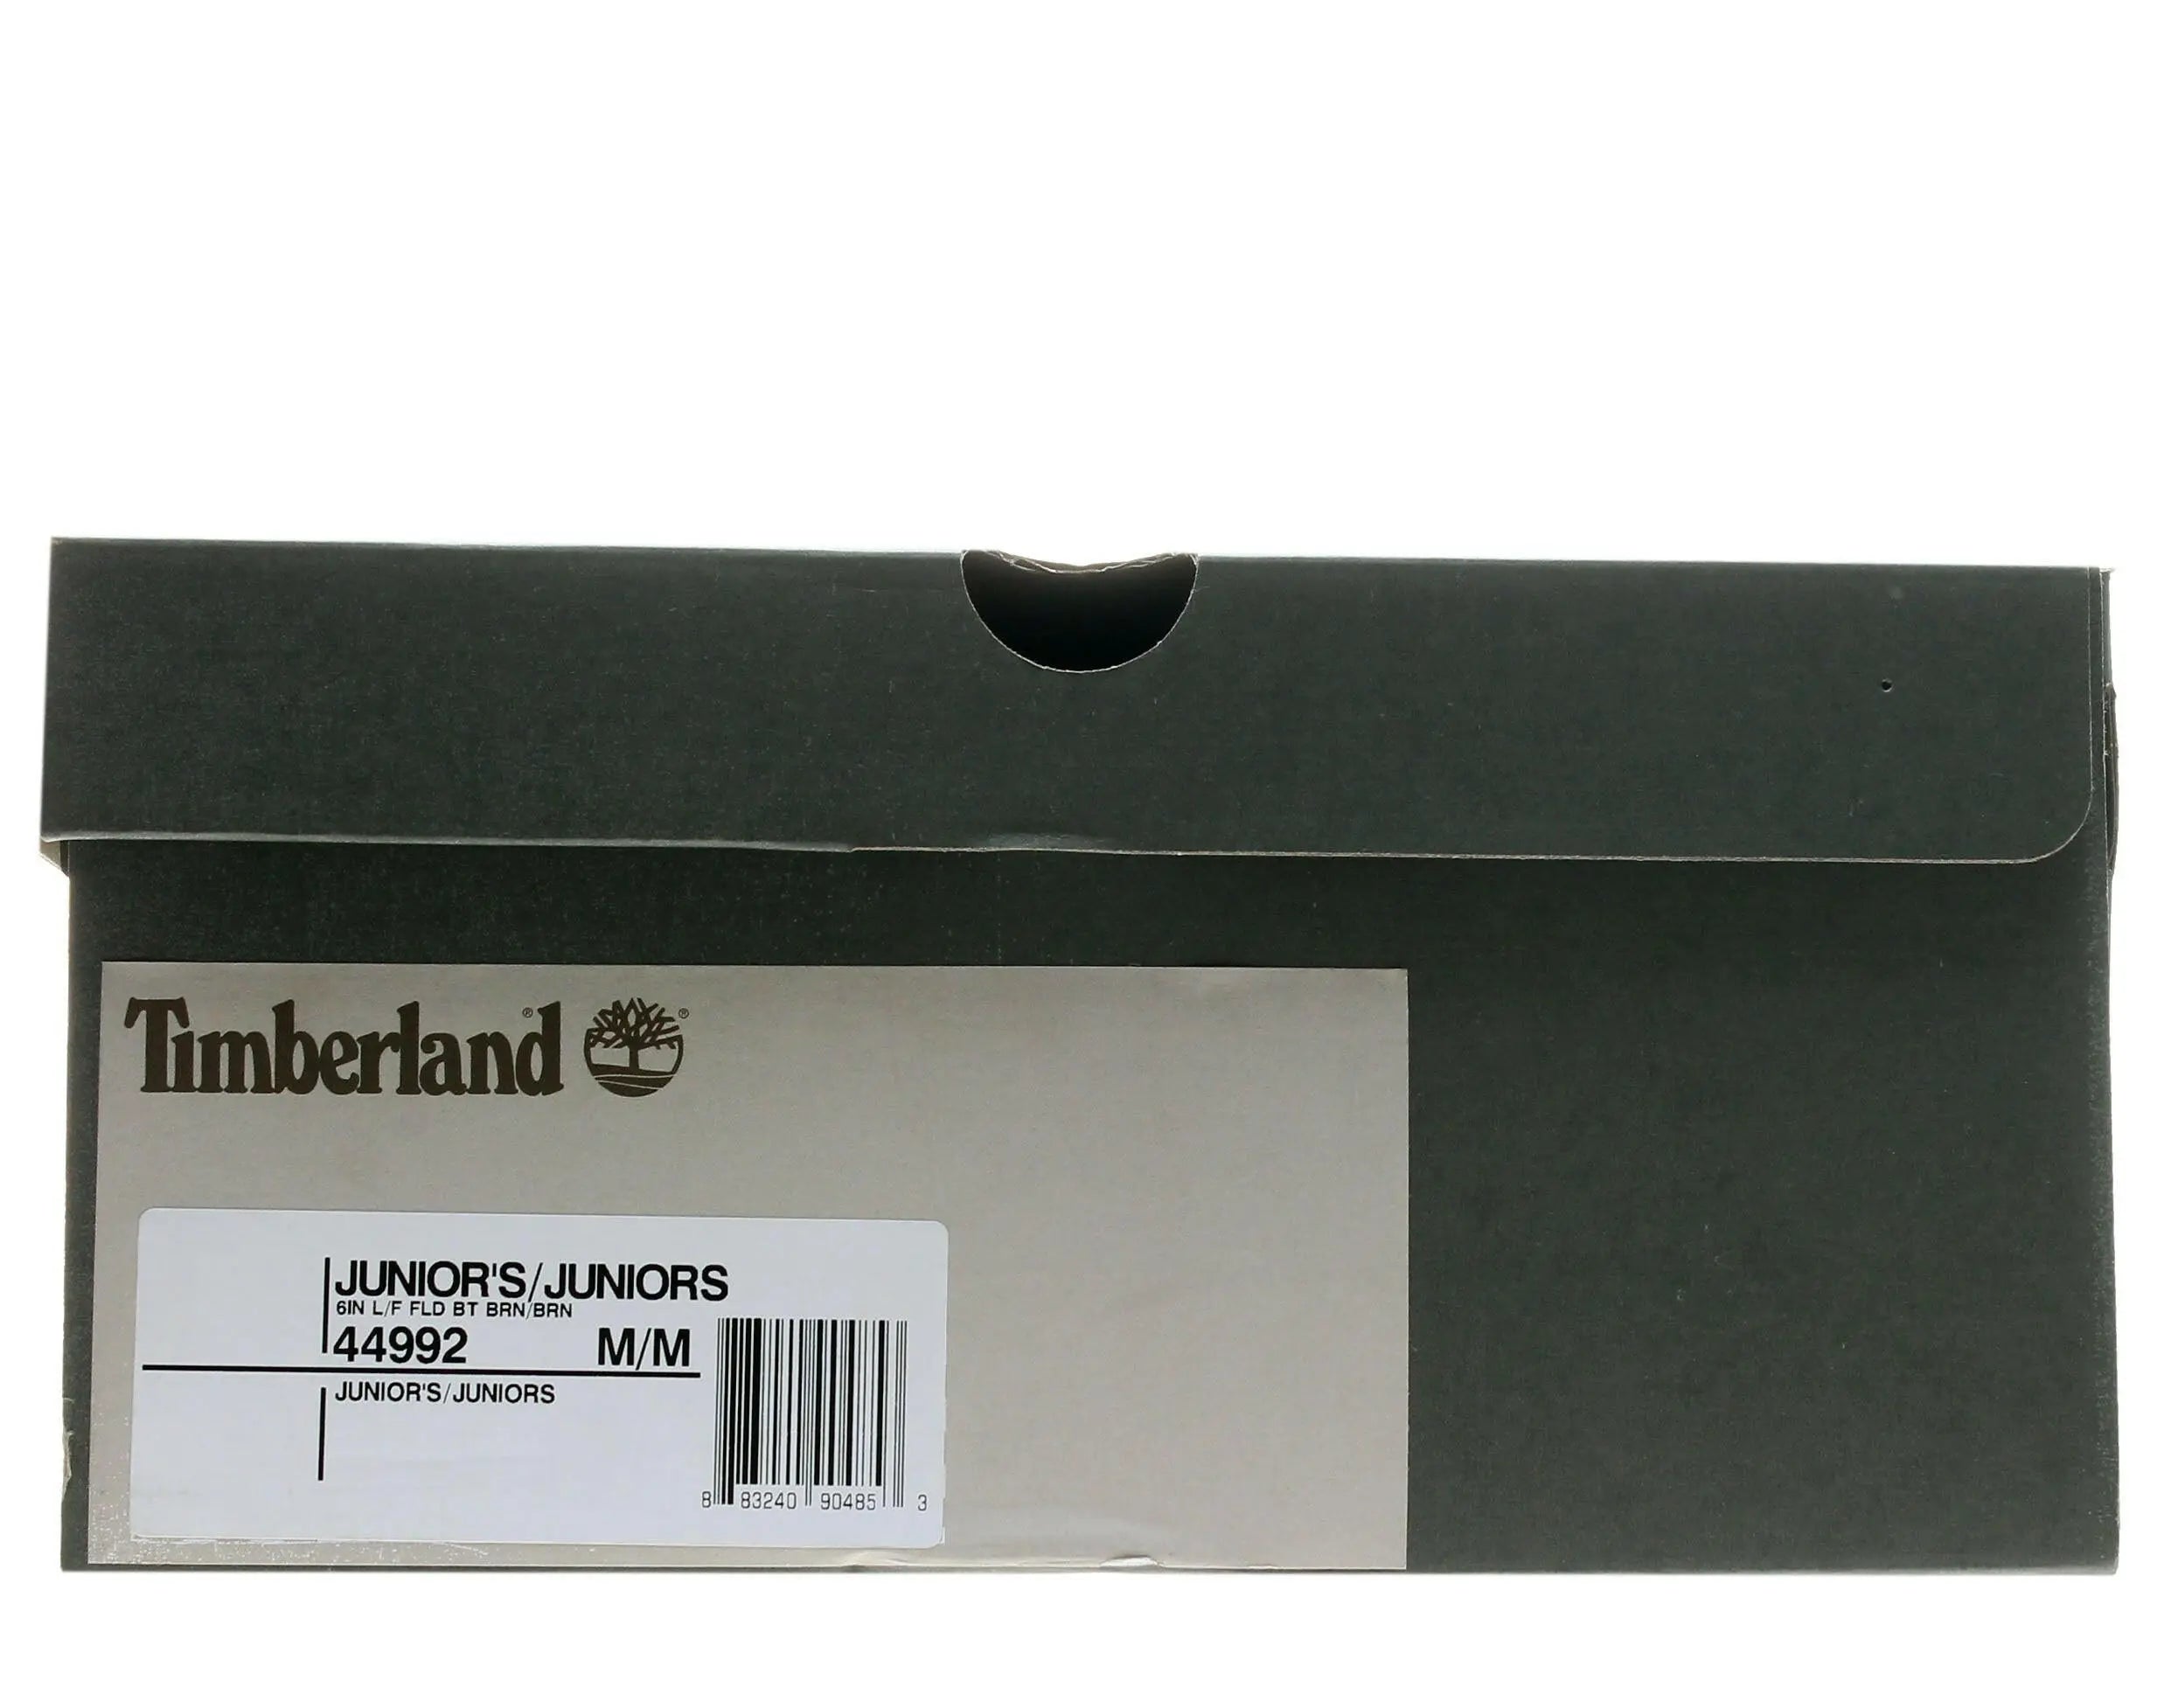 Timberland®
®
JUNIOR'S/JUNIORS
6IN L/F FLD BT BRN/BRN
44992 M/M
JUNIOR'S/JUNIORS
8 83240 90485 3